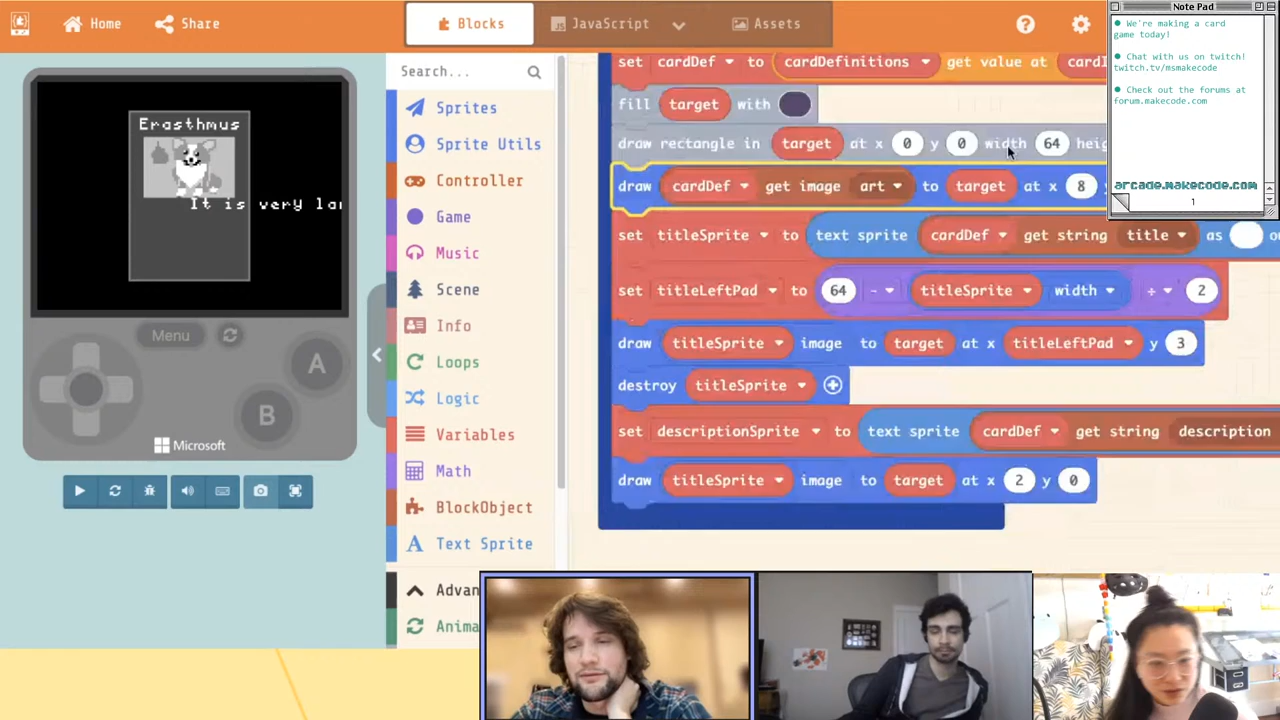 Home
Share
Blocks
JavaScript
Assets
Note Pad
● We're making a card
game today!
● Chat with us on twitch!
twitch.tv/msmakecode
● Check out the forums at
forum.makecode.com
arcade.makecode.com
1
Erasthmus
It is very lar
Menu
A
B
Microsoft
Search...
Sprites
Sprite Utils
Controller
Game
Music
Scene
Info
Loops
Logic
Variables
Math
BlockObject
Text Sprite
Advan
Anima
set cardDef to cardDefinitions get value at cardI
fill target with
draw rectangle in target at x 0 y 0 width 64 heig
draw cardDef get image art to target at x 8
set titleSprite to text sprite cardDef get string title as
set titleLeftPad to 64 - titleSprite width ÷ 2
draw titleSprite image to target at x titleLeftPad y 3
destroy titleSprite
set descriptionSprite to text sprite cardDef get string description
draw titleSprite image to target at x 2 y 0